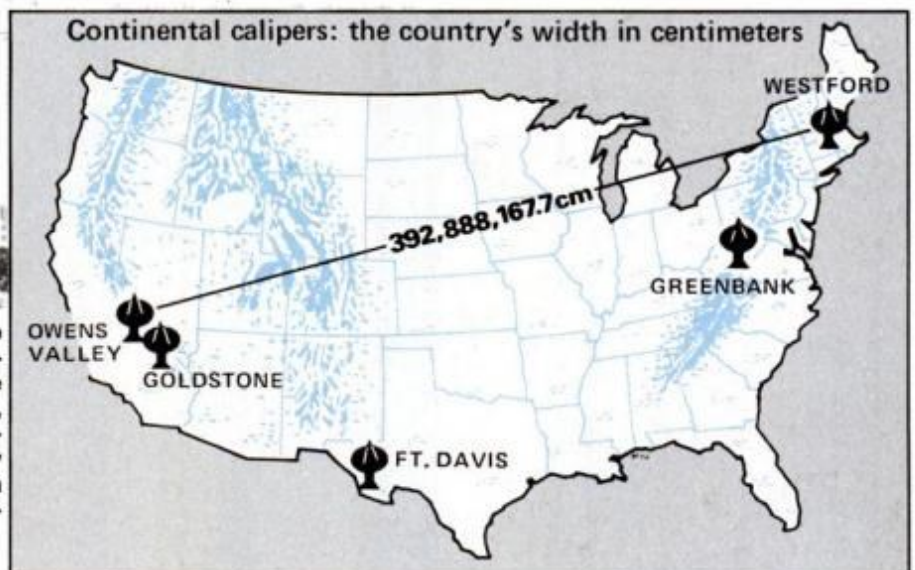 Continental calipers: the country's width in centimeters
WESTFORD
392,888,167.7cm
GREENBANK
OWENS
VALLEY
GOLDSTONE
FT. DAVIS